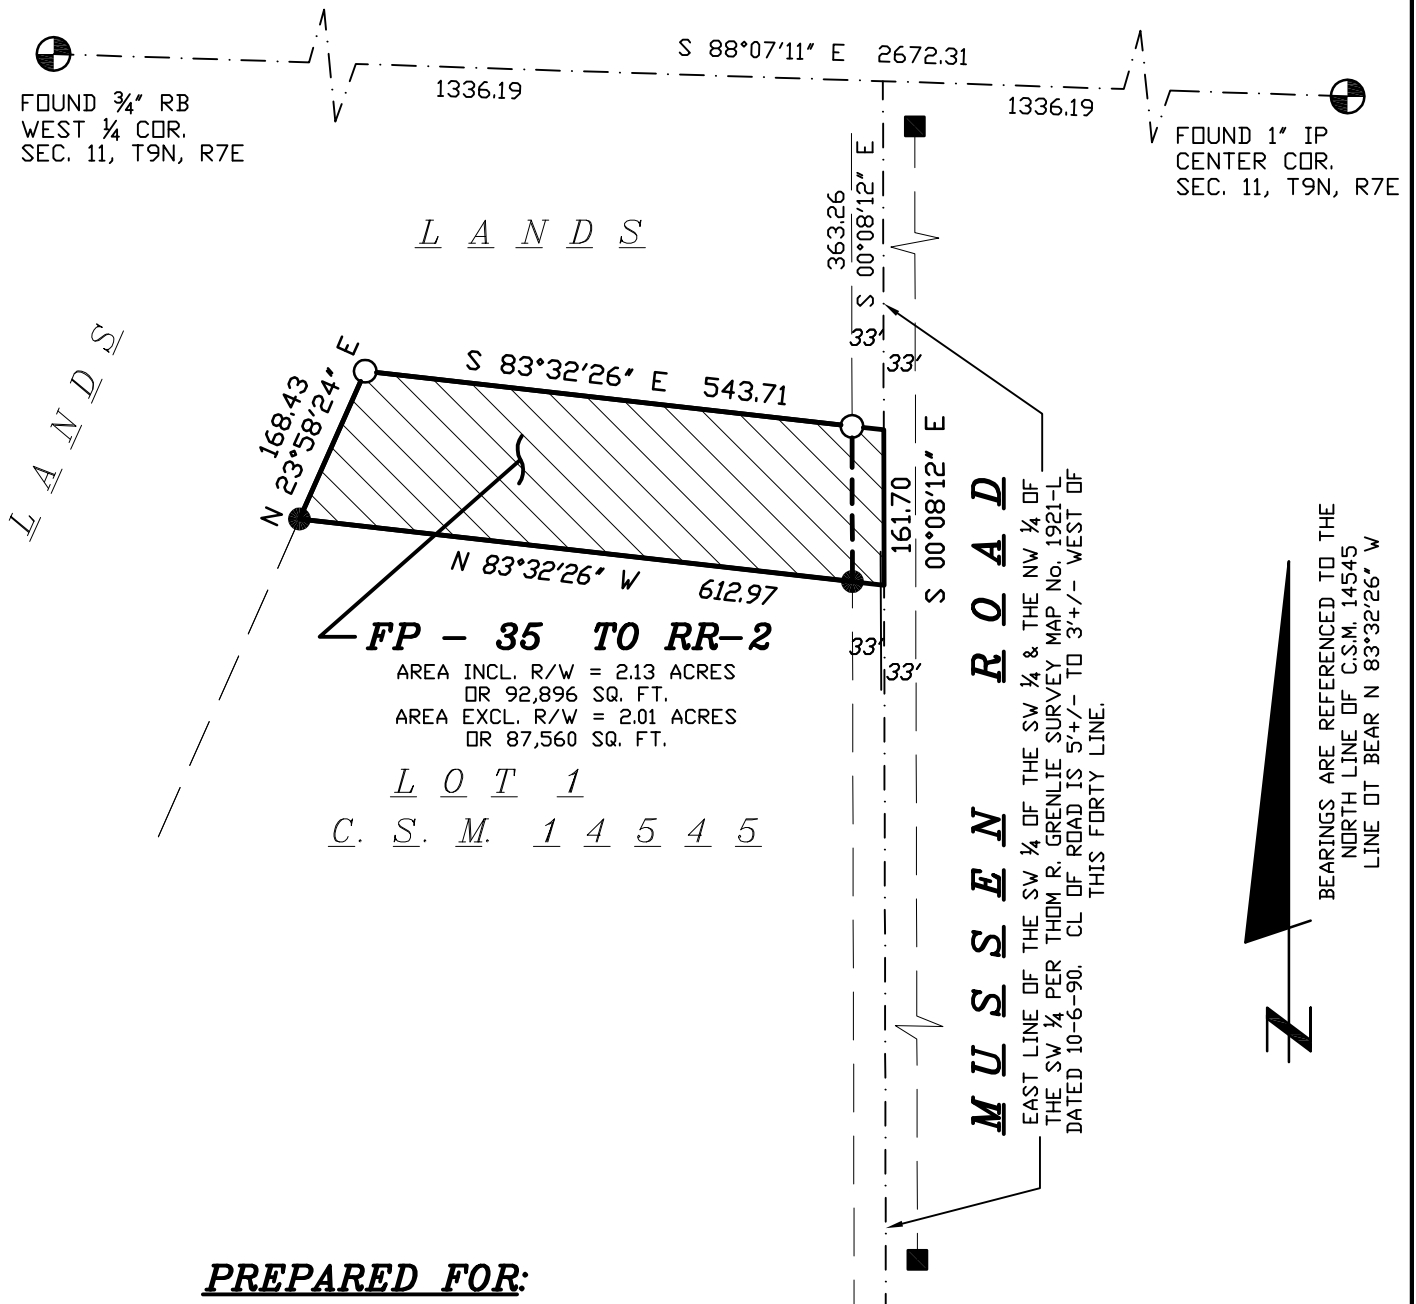 S 88°07'11" E 2672.31
1336.19
1336.19
FOUND ¾" RB
WEST ¼ COR.
SEC. 11, T9N, R7E
FOUND 1" IP
CENTER COR.
SEC. 11, T9N, R7E
363.26
S 00°08'12" E
LANDS
LANDS
33'
33'
168.43
N 23°58'24" E
S 83°32'26" E 543.71
161.70
S 00°08'12" E
N 83°32'26" W 612.97
33'
33'
FP - 35 TO RR-2
AREA INCL. R/W = 2.13 ACRES
OR 92,896 SQ. FT.
AREA EXCL. R/W = 2.01 ACRES
OR 87,560 SQ. FT.
LOT 1
C. S. M. 14545
MUSSEN ROAD
EAST LINE OF THE SW ¼ OF THE SW ¼ & THE NW ¼ OF
THE SW ¼ PER THOM R. GRENLIE SURVEY MAP No. 1921-L
DATED 10-6-90. CL OF ROAD IS 5'+/- TO 3'+/- WEST OF
THIS FORTY LINE.
BEARINGS ARE REFERENCED TO THE
NORTH LINE OF C.S.M. 14545
LINE OT BEAR N 83°32'26" W
N
PREPARED FOR: